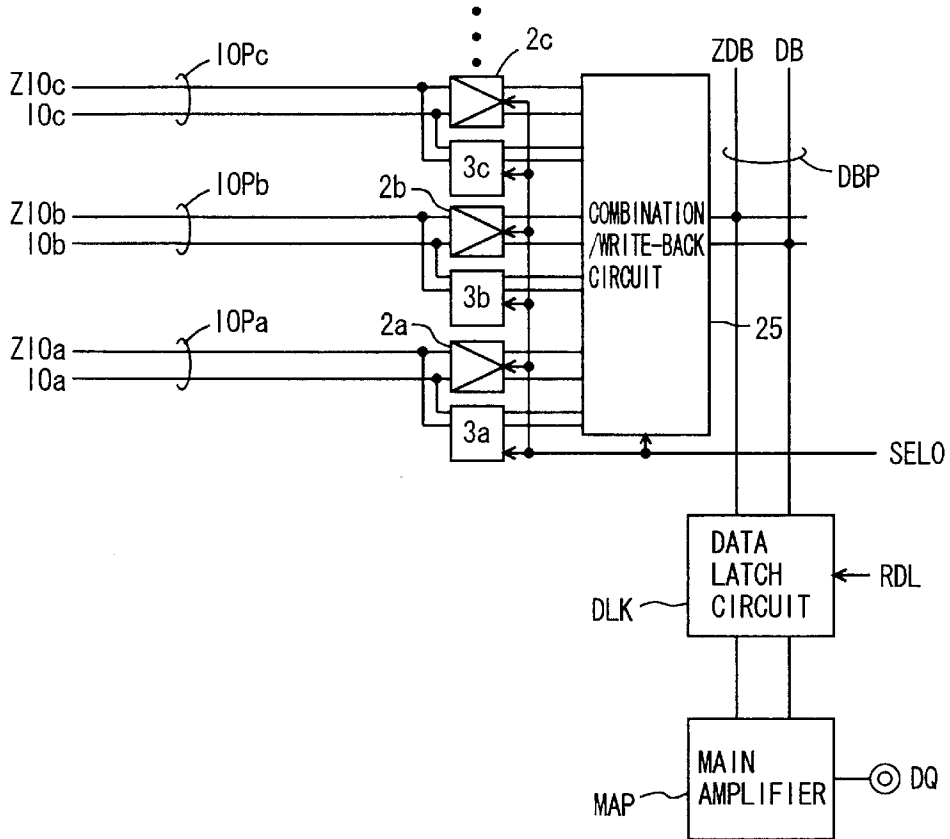 2c
ZDB DB
IOPc
ZIOc
IOc
3c
DBP
IOPb
2b
ZIOb
IOb
COMBINATION
/WRITE-BACK
CIRCUIT
3b
IOPa
2a
25
ZIOa
IOa
3a
SEL0
DATA
LATCH
CIRCUIT
RDL
DLK
MAIN
AMPLIFIER
DQ
MAP